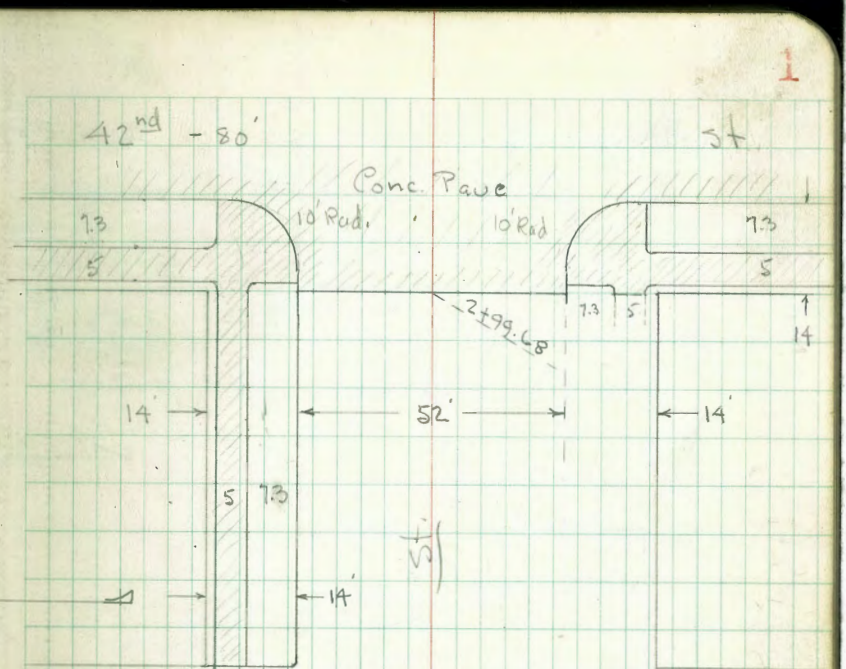 1
42nd - 80' St.
Conc. Pave
7.3 10' Rad. 10' Rad 7.3
5 5
7.3 5
2+99.68
14
14' 52' 14'
5 7.3
St.
14'